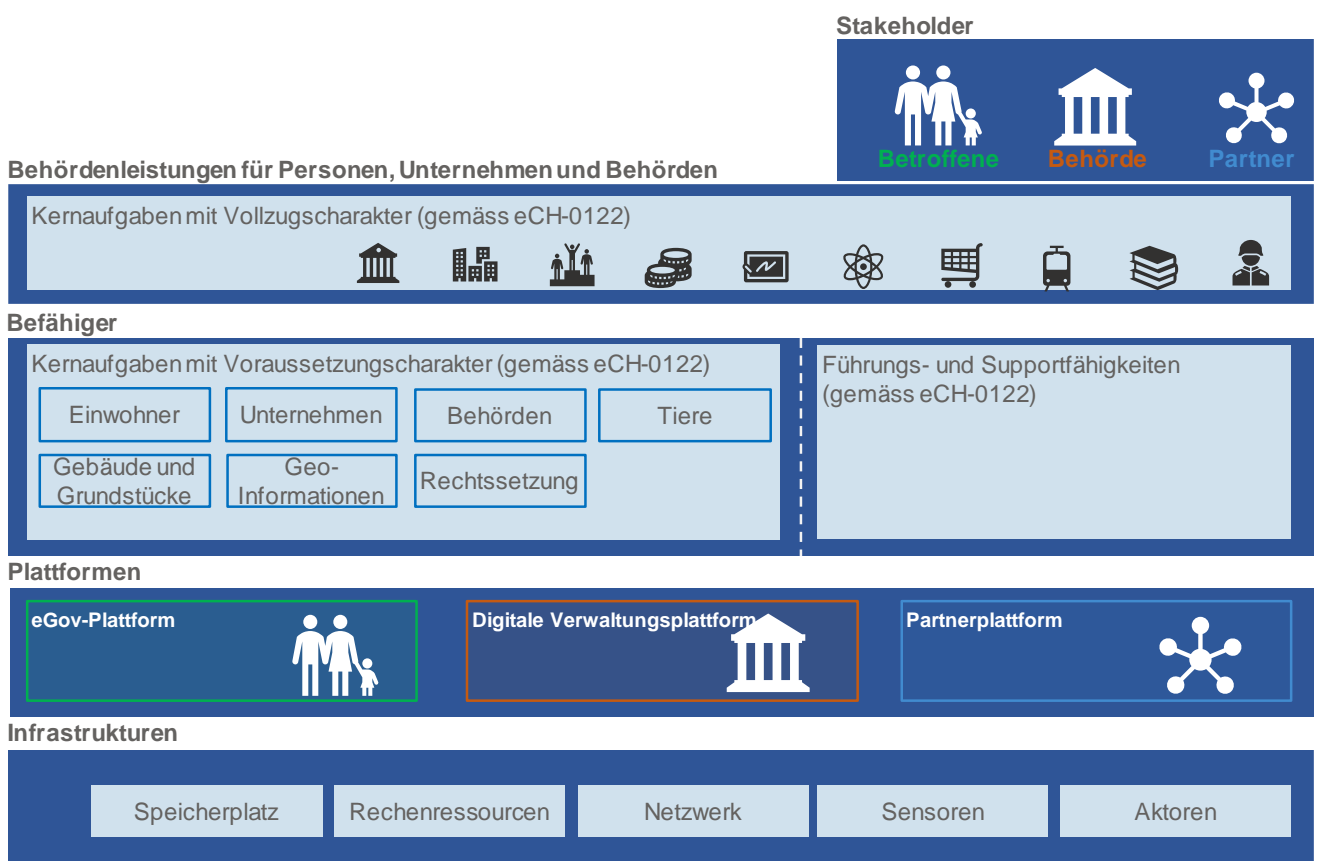 Stakeholder
Betroffene
Behörde
Partner
Behördenleistungen für Personen, Unternehmen und Behörden
Kernaufgaben mit Vollzugscharakter (gemäss eCH-0122)
Befähiger
Kernaufgaben mit Voraussetzungscharakter (gemäss eCH-0122)
Einwohner
Unternehmen
Behörden
Tiere
Gebäude und
Grundstücke
Geo-
Informationen
Rechtssetzung
Führungs- und Supportfähigkeiten
(gemäss eCH-0122)
Plattformen
eGov-Plattform
Digitale Verwaltungsplattform
Partnerplattform
Infrastrukturen
Speicherplatz
Rechenressourcen
Netzwerk
Sensoren
Aktoren